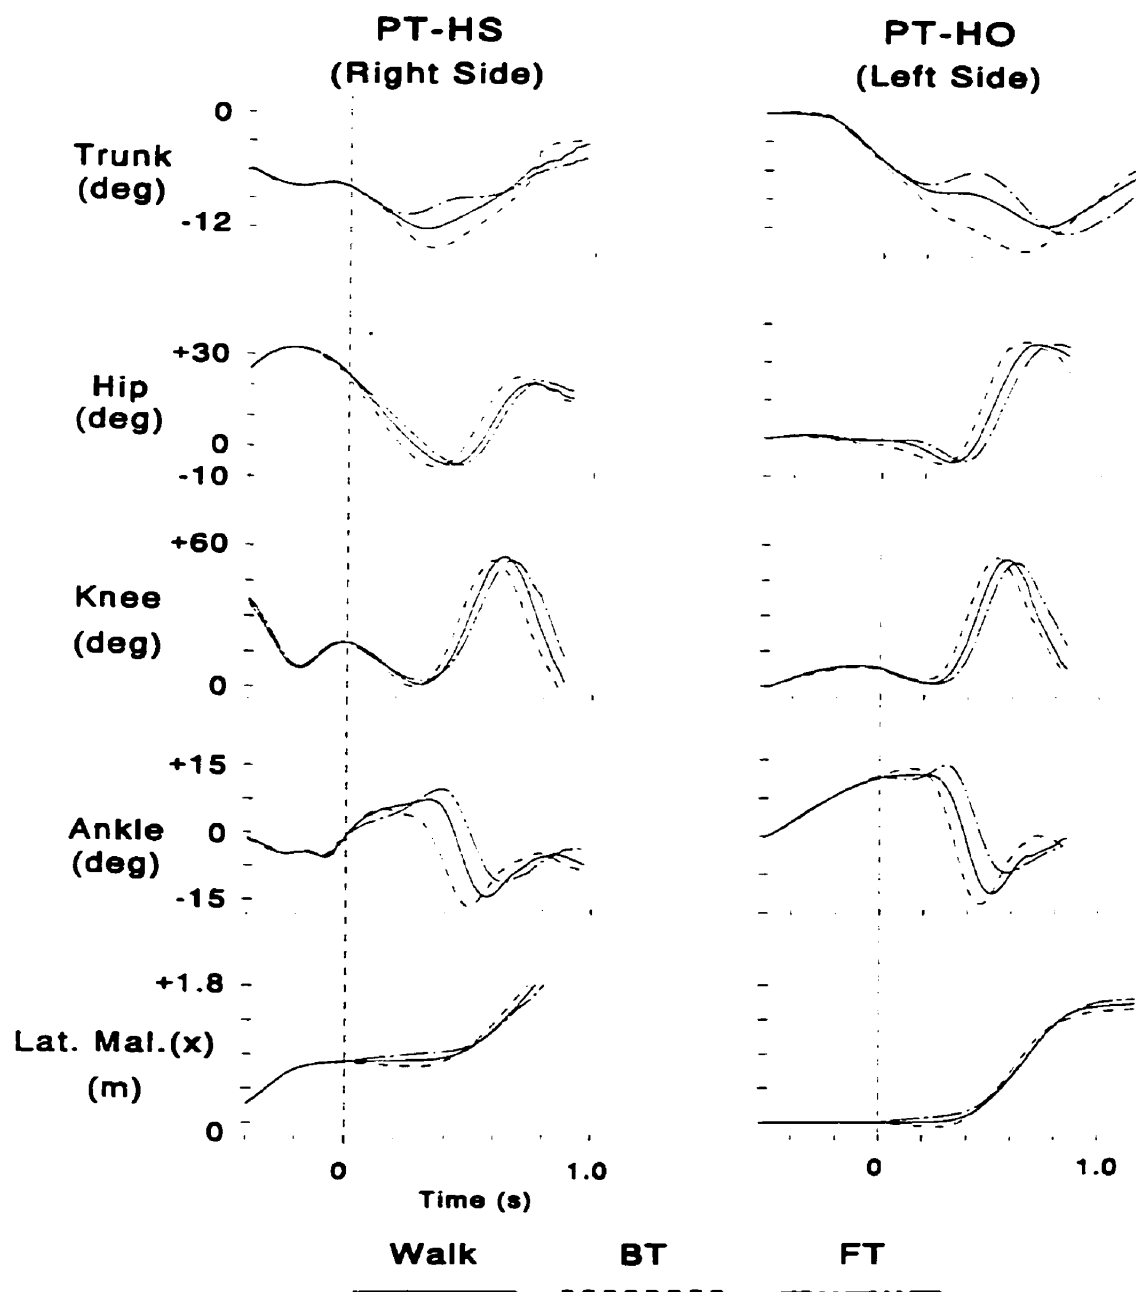 PT-HS
(Right Side)
PT-HO
(Left Side)
0
Trunk
(deg)
-12
+30
Hip
(deg)
0
-10
+60
Knee
(deg)
0
+15
Ankle
(deg)
0
-15
+1.8
Lat. Mal.(x)
(m)
0
0
1.0
0
1.0
Time (s)
Walk
BT
FT